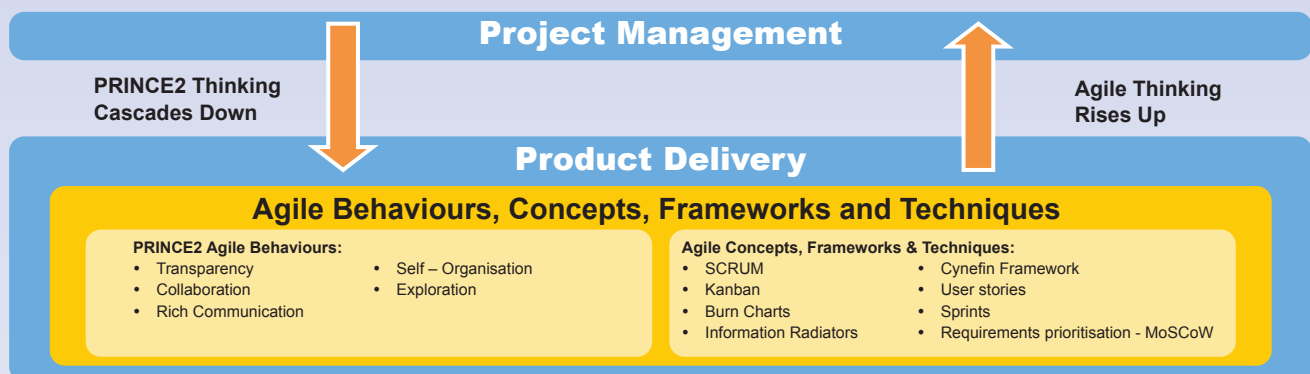 Project Management
PRINCE2 Thinking
Cascades Down
Agile Thinking
Rises Up
Product Delivery
Agile Behaviours, Concepts, Frameworks and Techniques
PRINCE2 Agile Behaviours:
• Transparency
• Collaboration
• Rich Communication
• Self – Organisation
• Exploration
Agile Concepts, Frameworks & Techniques:
• SCRUM
• Kanban
• Burn Charts
• Information Radiators
• Cynefin Framework
• User stories
• Sprints
• Requirements prioritisation - MoSCoW